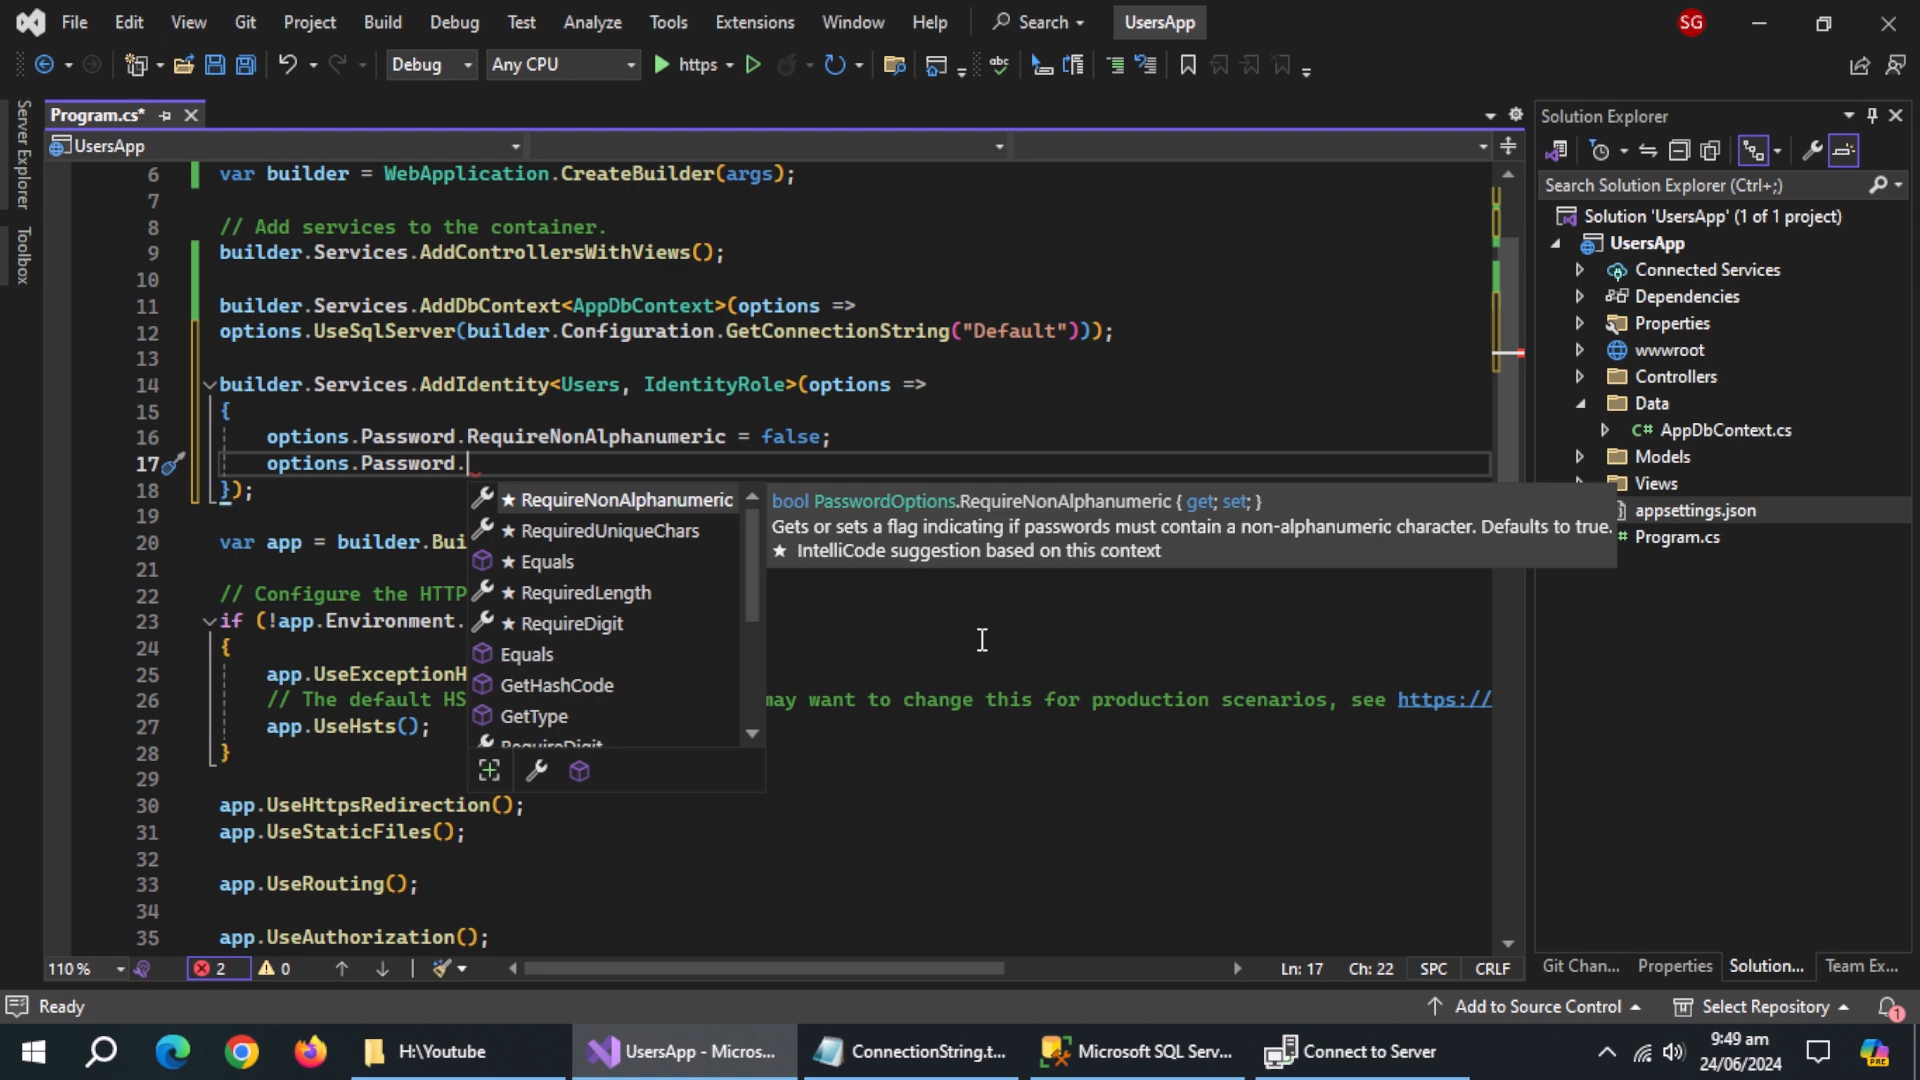 File Edit View Git Project Build Debug Test Analyze Tools Extensions Window Help Search UsersApp SG
Debug Any CPU https
Server Explorer
Toolbox
Program.cs*
UsersApp
6 var builder = WebApplication.CreateBuilder(args);
7
8 // Add services to the container.
9 builder.Services.AddControllersWithViews();
10
11 builder.Services.AddDbContext<AppDbContext>(options =>
12 options.UseSqlServer(builder.Configuration.GetConnectionString("Default")));
13
14 builder.Services.AddIdentity<Users, IdentityRole>(options =>
15 {
16 options.Password.RequireNonAlphanumeric = false;
17 options.Password.
18 });
19
20 var app = builder.Bui
21
22 // Configure the HTTP
23 if (!app.Environment.
24 {
25 app.UseExceptionH
26 // The default HS may want to change this for production scenarios, see https://
27 app.UseHsts();
28 }
29
30 app.UseHttpsRedirection();
31 app.UseStaticFiles();
32
33 app.UseRouting();
34
35 app.UseAuthorization();
★ RequireNonAlphanumeric
★ RequiredUniqueChars
★ Equals
★ RequiredLength
★ RequireDigit
Equals
GetHashCode
GetType
RequireDigit
bool PasswordOptions.RequireNonAlphanumeric { get; set; }
Gets or sets a flag indicating if passwords must contain a non-alphanumeric character. Defaults to true.
★ IntelliCode suggestion based on this context
110 % 2 0 Ln: 17 Ch: 22 SPC CRLF
Solution Explorer
Search Solution Explorer (Ctrl+;)
Solution 'UsersApp' (1 of 1 project)
UsersApp
Connected Services
Dependencies
Properties
wwwroot
Controllers
Data
C# AppDbContext.cs
Models
Views
appsettings.json
Program.cs
Git Chan... Properties Solution... Team Ex...
Ready Add to Source Control Select Repository 1
H:\Youtube UsersApp - Micros... ConnectionString.t... Microsoft SQL Serv... Connect to Server
9:49 am
24/06/2024
PRE